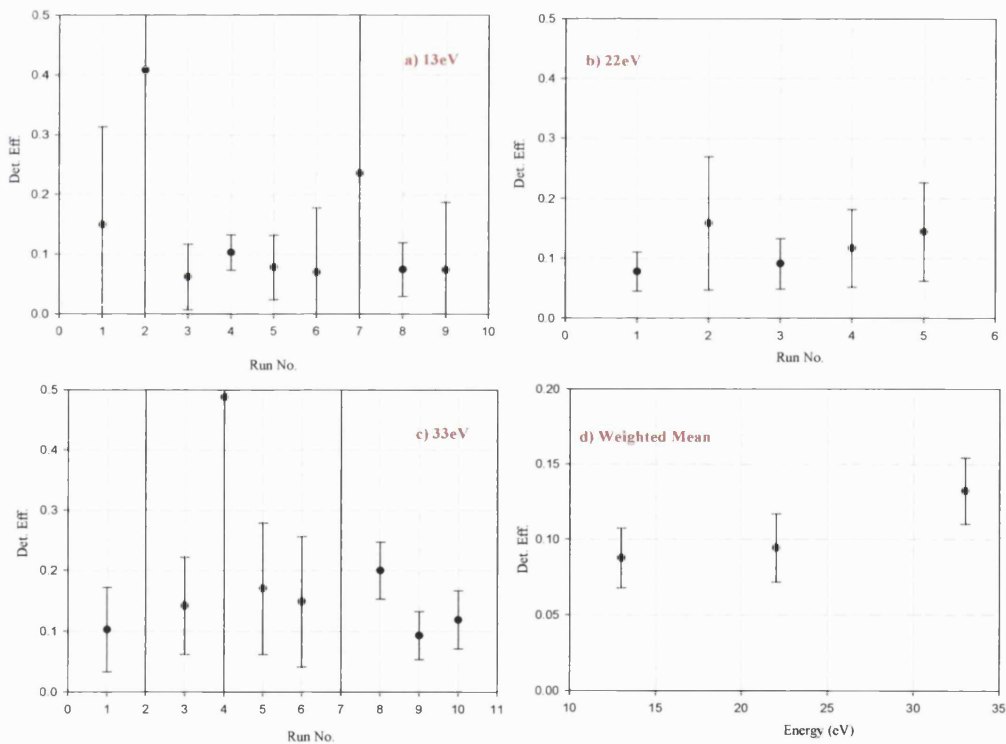 0.5
0.4
0.3
0.2
0.1
0.0
Det. Eff.
a) 13eV
0 1 2 3 4 5 6 7 8 9 10
Run No.
0.5
0.4
0.3
0.2
0.1
0.0
Det. Eff.
b) 22eV
0 1 2 3 4 5 6
Run No.
0.5
0.4
0.3
0.2
0.1
0.0
Det. Eff.
c) 33eV
0 1 2 3 4 5 6 7 8 9 10 11
Run No.
0.20
0.15
0.10
0.05
0.00
Det. Eff.
d) Weighted Mean
10 15 20 25 30 35
Energy (eV)